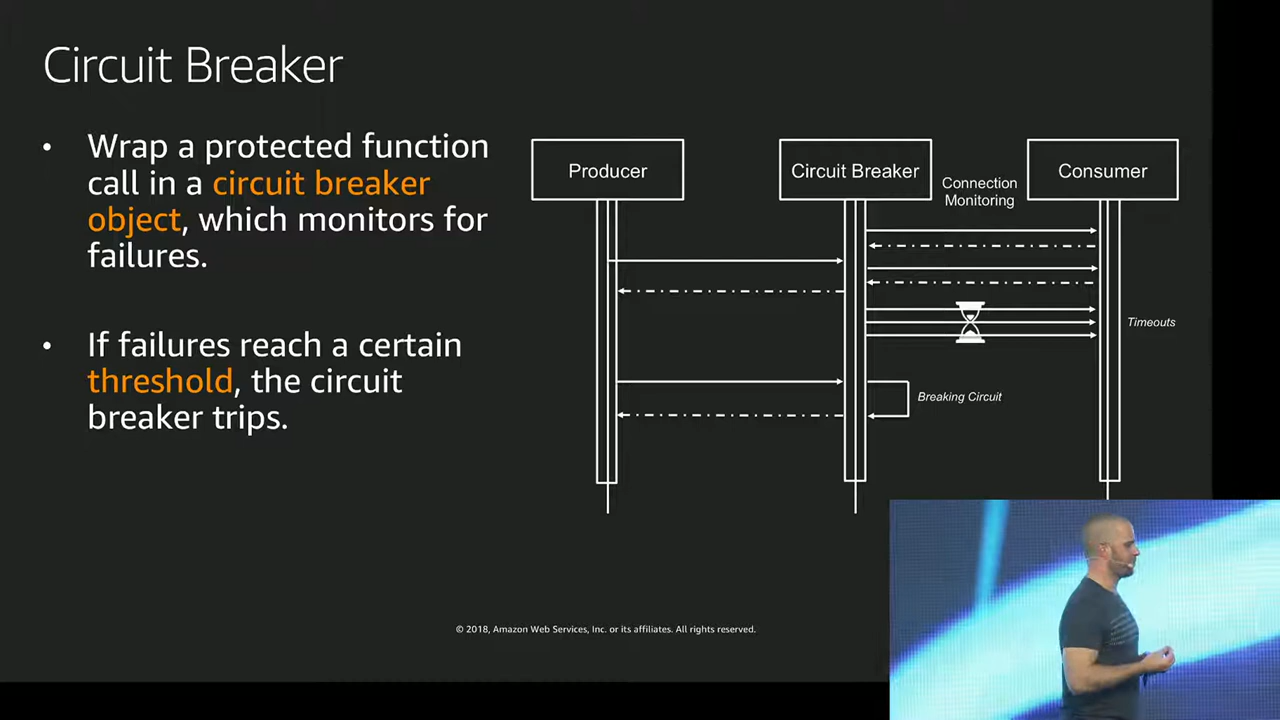 Circuit Breaker
• Wrap a protected function
call in a circuit breaker
object, which monitors for
failures.
• If failures reach a certain
threshold, the circuit
breaker trips.
Producer
Circuit Breaker
Connection
Monitoring
Consumer
Timeouts
Breaking Circuit
© 2018, Amazon Web Services, Inc. or its affiliates. All rights reserved.